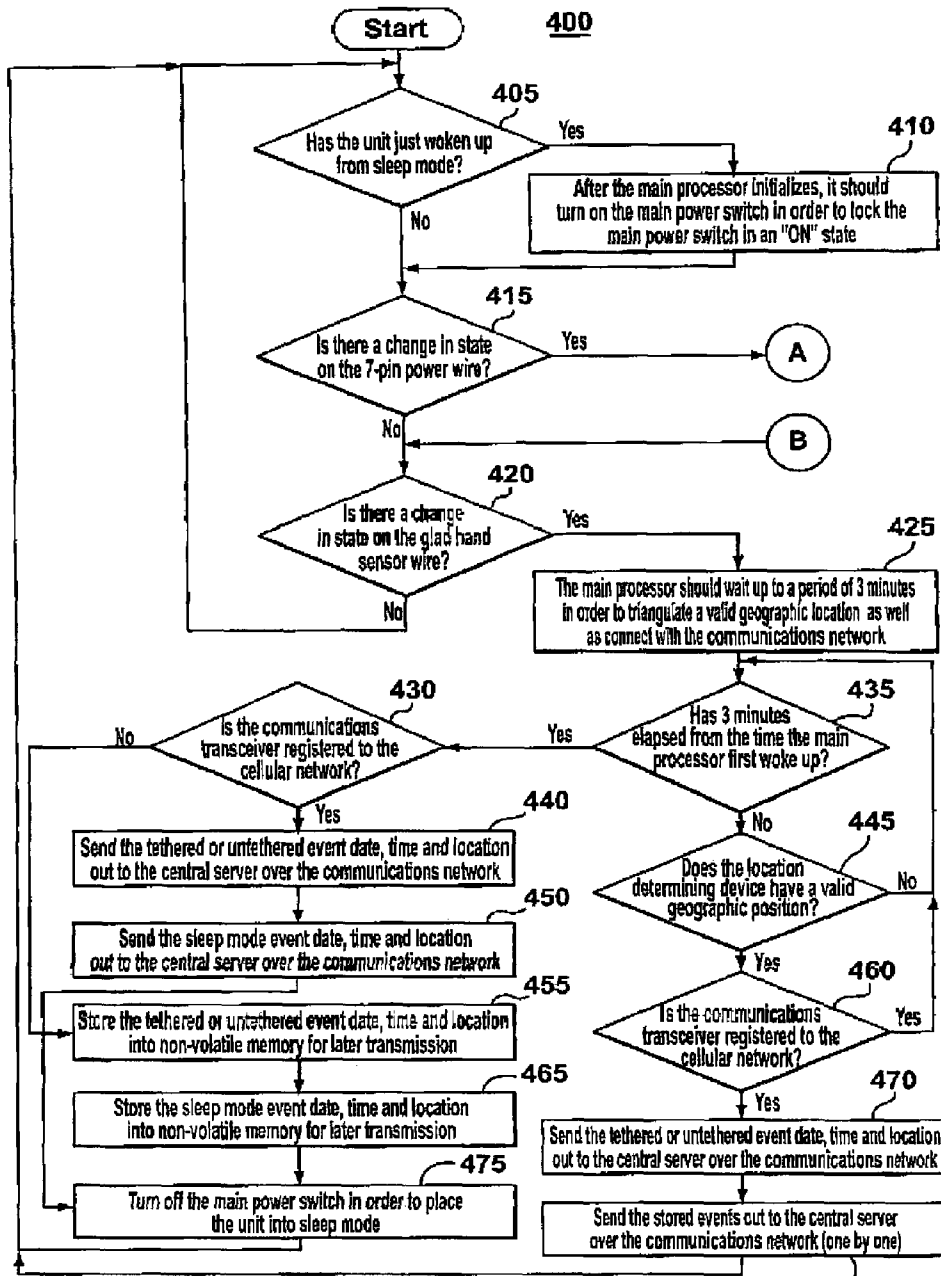 Start
400
405
Has the unit just woken up
from sleep mode?
Yes
No
410
After the main processor initializes, it should
turn on the main power switch in order to lock the
main power switch in an "ON" state
415
Is there a change in state
on the 7-pin power wire?
Yes
A
No
B
420
Is there a change
in state on the glad hand
sensor wire?
Yes
No
425
The main processor should wait up to a period of 3 minutes
in order to triangulate a valid geographic location as well
as connect with the communications network
430
Is the communications
transceiver registered to the
cellular network?
No
Yes
435
Has 3 minutes
elapsed from the time the main
processor first woke up?
Yes
No
440
Send the tethered or untethered event date, time and location
out to the central server over the communications network
445
Does the location
determining device have a valid
geographic position?
No
Yes
450
Send the sleep mode event date, time and location
out to the central server over the communications network
455
Store the tethered or untethered event date, time and location
into non-volatile memory for later transmission
460
Is the communications
transceiver registered to the
cellular network?
Yes
Yes
465
Store the sleep mode event date, time and location
into non-volatile memory for later transmission
470
Send the tethered or untethered event date, time and location
out to the central server over the communications network
475
Turn off the main power switch in order to place
the unit into sleep mode
Send the stored events out to the central server
over the communications network (one by one)